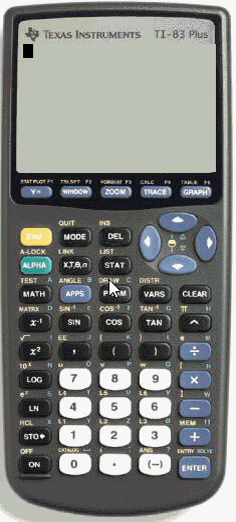 TEXAS INSTRUMENTS TI-83 Plus
STAT PLOT F1 TBLSET F2 FORMAT F3 CALC F4 TABLE F5
Y= WINDOW ZOOM TRACE GRAPH
QUIT INS
2nd MODE DEL
A-LOCK LINK LIST
ALPHA X,T,θ,n STAT
TEST A ANGLE B DRAW C DISTR
MATH APPS PRGM VARS CLEAR
MATRX D SIN⁻¹ E COS⁻¹ F TAN⁻¹ G π H
x⁻¹ SIN COS TAN ^
√ I EE J { K } L e M
x² , ( ) ÷
10ˣ N L4 L5 L6
LOG 7 8 9 ×
eˣ S
LN 4 5 6 −
RCL X L1 L2 L3 MEM
STO▸ 1 2 3 +
OFF CATALOG i ANS ENTRY SOLVE
ON 0 . (−) ENTER